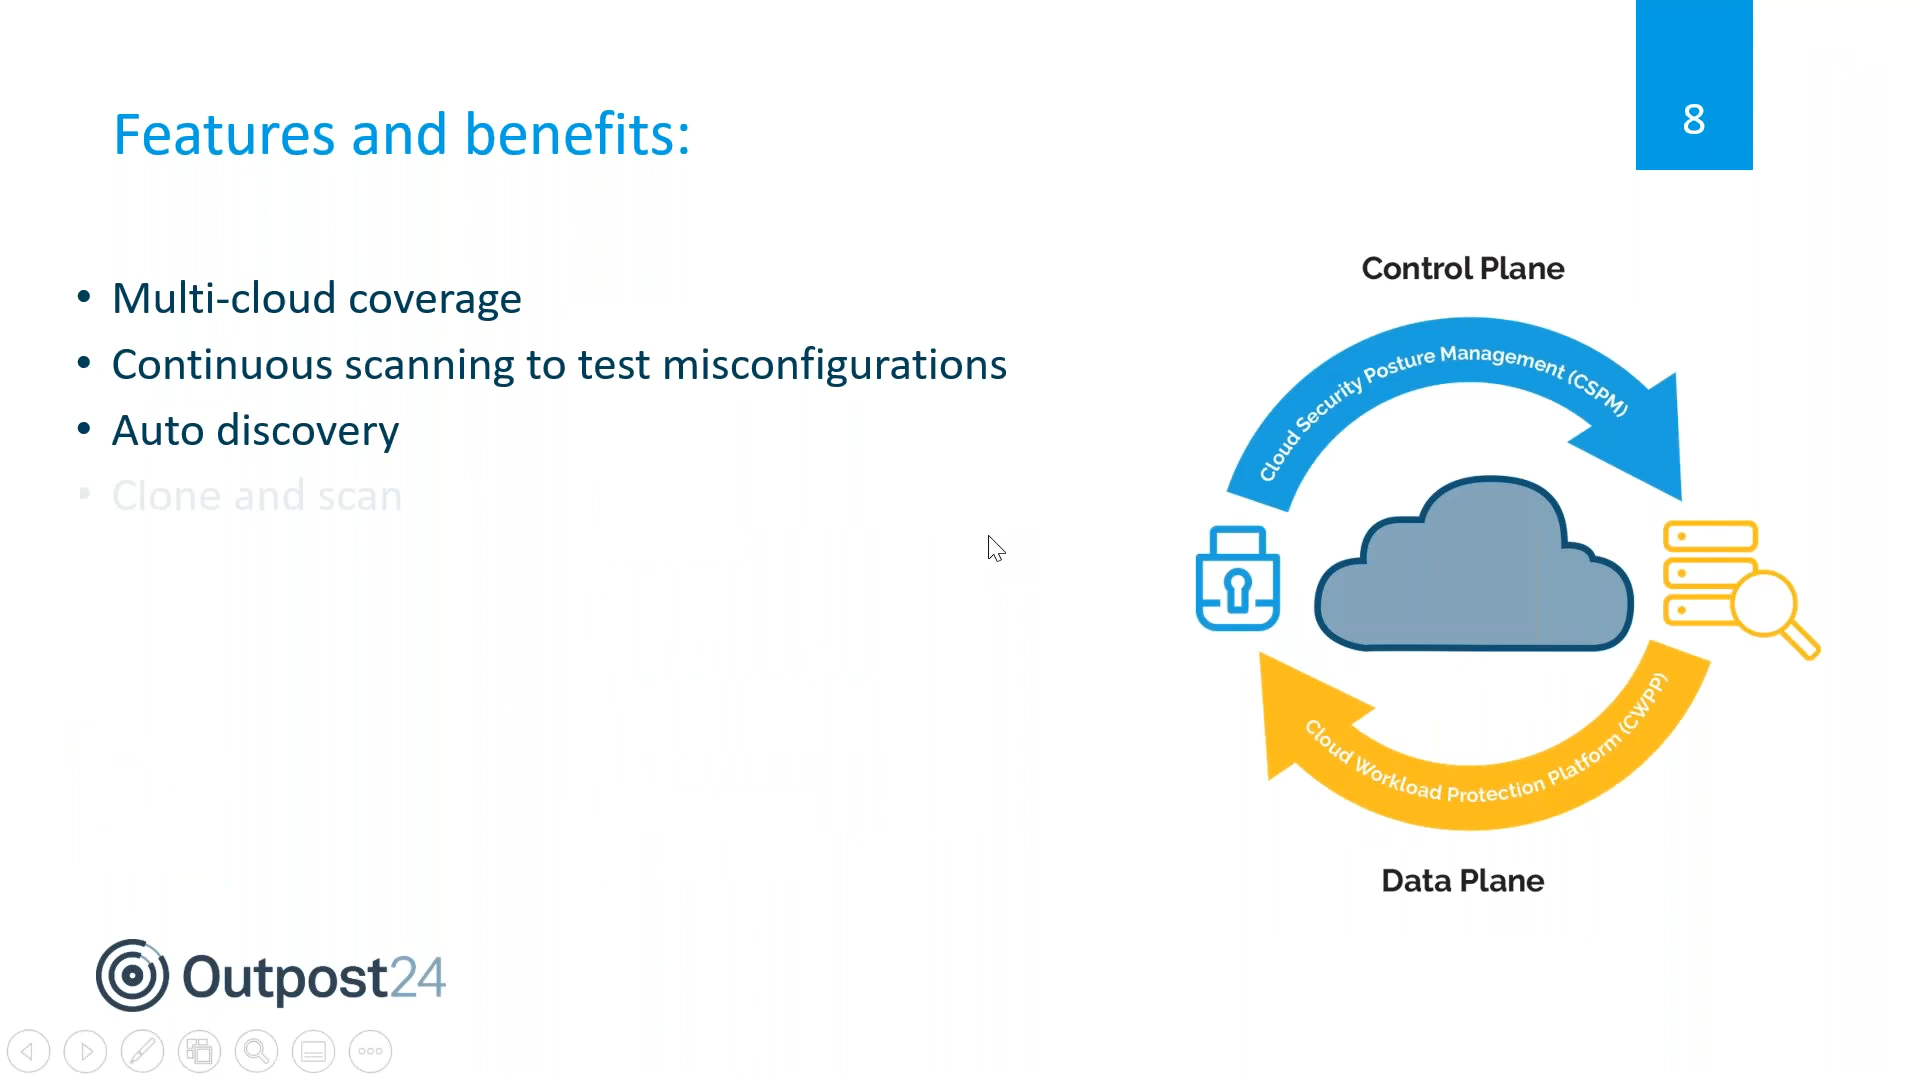 8
Features and benefits:
• Multi-cloud coverage
• Continuous scanning to test misconfigurations
• Auto discovery
• Clone and scan
Control Plane
Cloud Security Posture Management (CSPM)
Cloud Workload Protection Platform (CWPP)
Data Plane
Outpost24